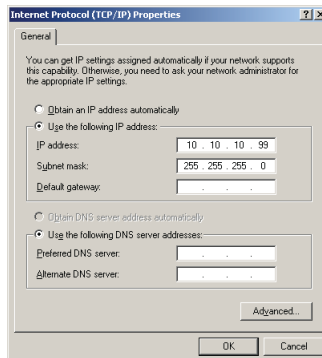 Internet Protocol (TCP/IP) Properties ? X
General
You can get IP settings assigned automatically if your network supports
this capability. Otherwise, you need to ask your network administrator for
the appropriate IP settings.
Obtain an IP address automatically
Use the following IP address:
IP address: 10 . 10 . 10 . 99
Subnet mask: 255 . 255 . 255 . 0
Default gateway: . . .
Obtain DNS server address automatically
Use the following DNS server addresses:
Preferred DNS server: . . .
Alternate DNS server: . . .
Advanced...
OK Cancel